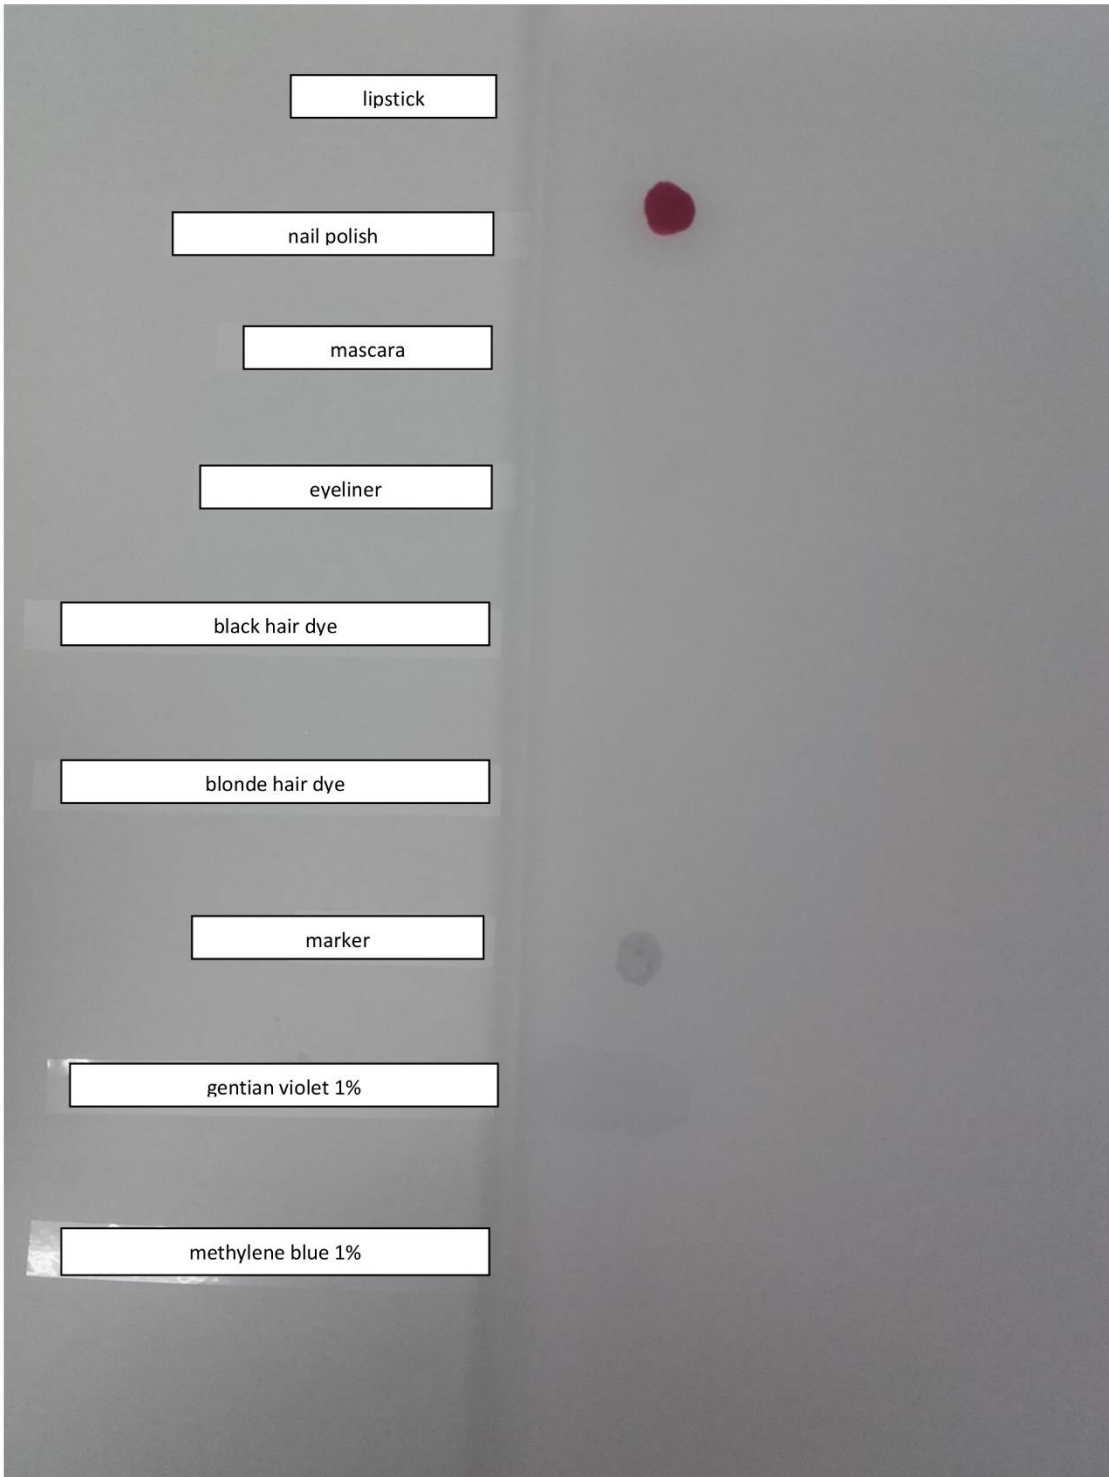 lipstick
nail polish
mascara
eyeliner
black hair dye
blonde hair dye
marker
gentian violet 1%
methylene blue 1%